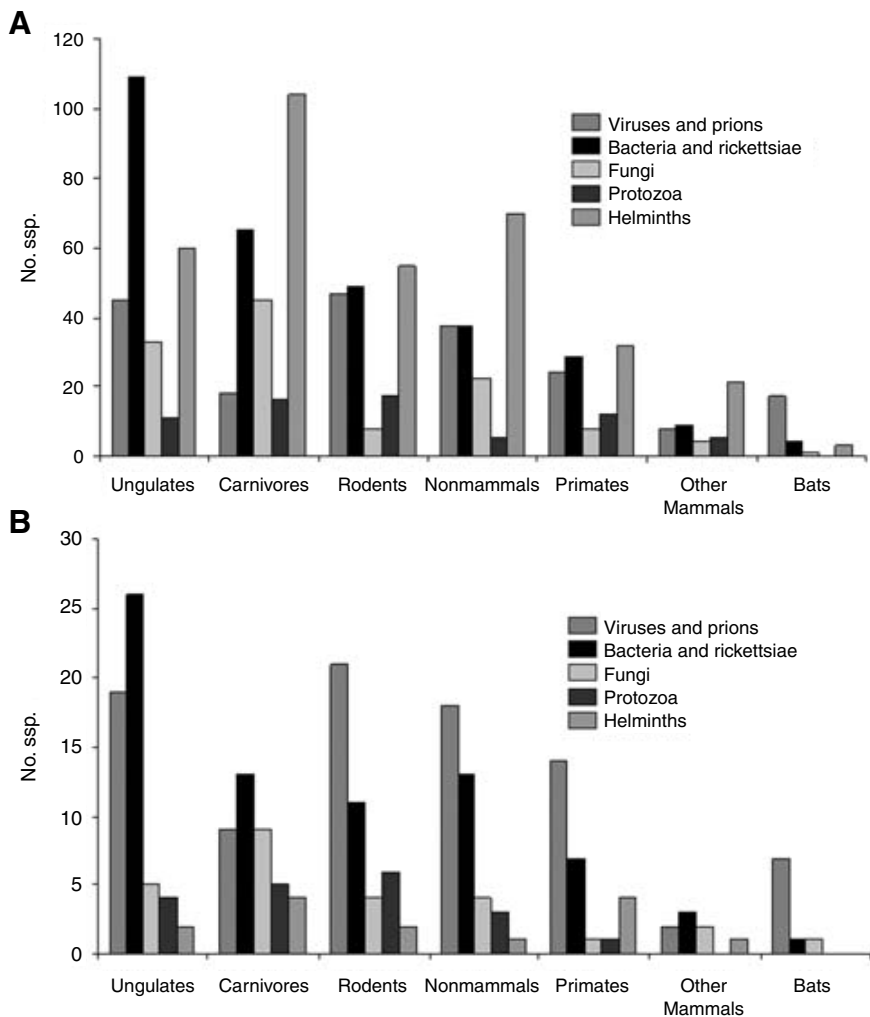 A
120
100
80
60
40
20
0
No. ssp.
Viruses and prions
Bacteria and rickettsiae
Fungi
Protozoa
Helminths
Ungulates Carnivores Rodents Nonmammals Primates Other Bats
Mammals
B
30
25
20
15
10
5
0
No. ssp.
Viruses and prions
Bacteria and rickettsiae
Fungi
Protozoa
Helminths
Ungulates Carnivores Rodents Nonmammals Primates Other Bats
Mammals